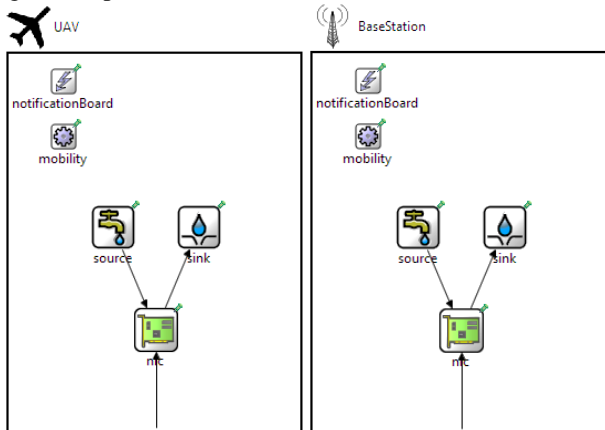 UAV
BaseStation
notificationBoard
notificationBoard
mobility
mobility
source
sink
source
sink
nic
nic